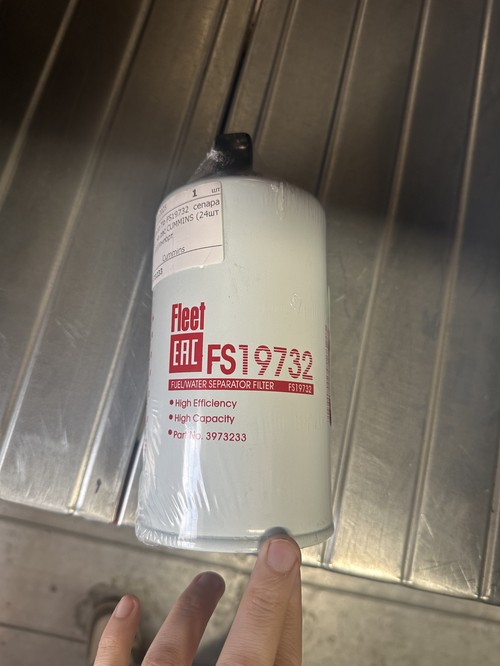 1 шт
FS19732 сепара
CUMMINS (24шт
Cummins
Fleet
EAC
FS19732
FUEL/WATER SEPARATOR FILTER FS19732
• High Efficiency
• High Capacity
• Part No. 3973233